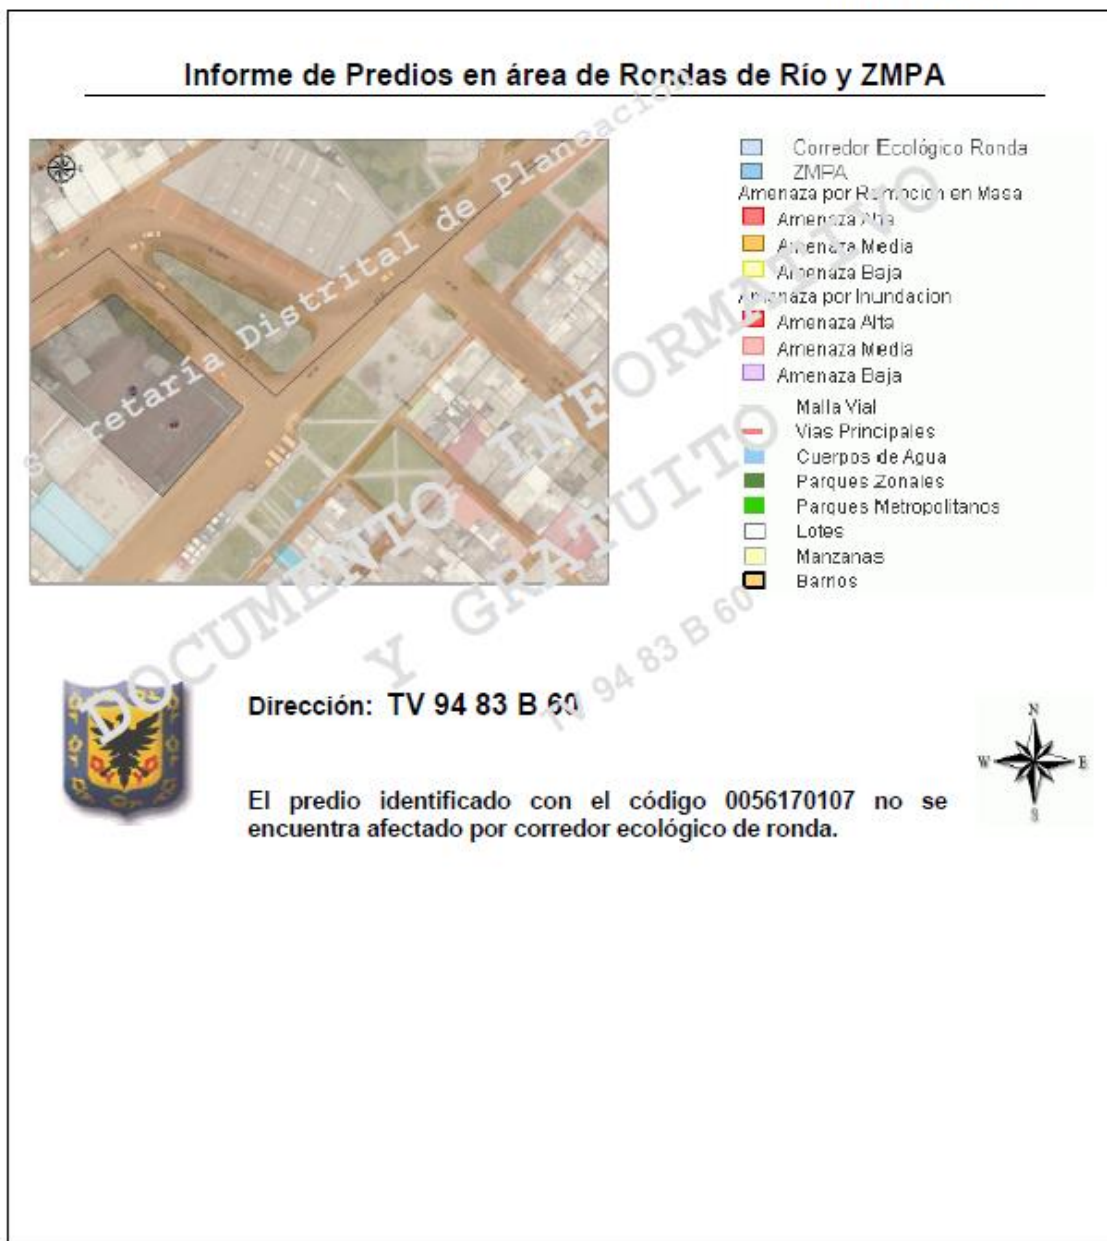 Informe de Predios en área de Rondas de Río y ZMPA
Secretaría Distrital de Planeación
Corredor Ecológico Ronda
ZMPA
Amenaza por Remocion en Masa
Amenaza Alta
Amenaza Media
Amenaza Baja
Amenaza por Inundacion
Amenaza Alta
Amenaza Media
Amenaza Baja
Malla Vial
Vias Principales
Cuerpos de Agua
Parques Zonales
Parques Metropolitanos
Lotes
Manzanas
Barrios
DOCUMENTO INFORMATIVO
Y GRATUITO
TV 94 83 B 60
Dirección: TV 94 83 B 60
N
W E
S
El predio identificado con el código 0056170107 no se
encuentra afectado por corredor ecológico de ronda.